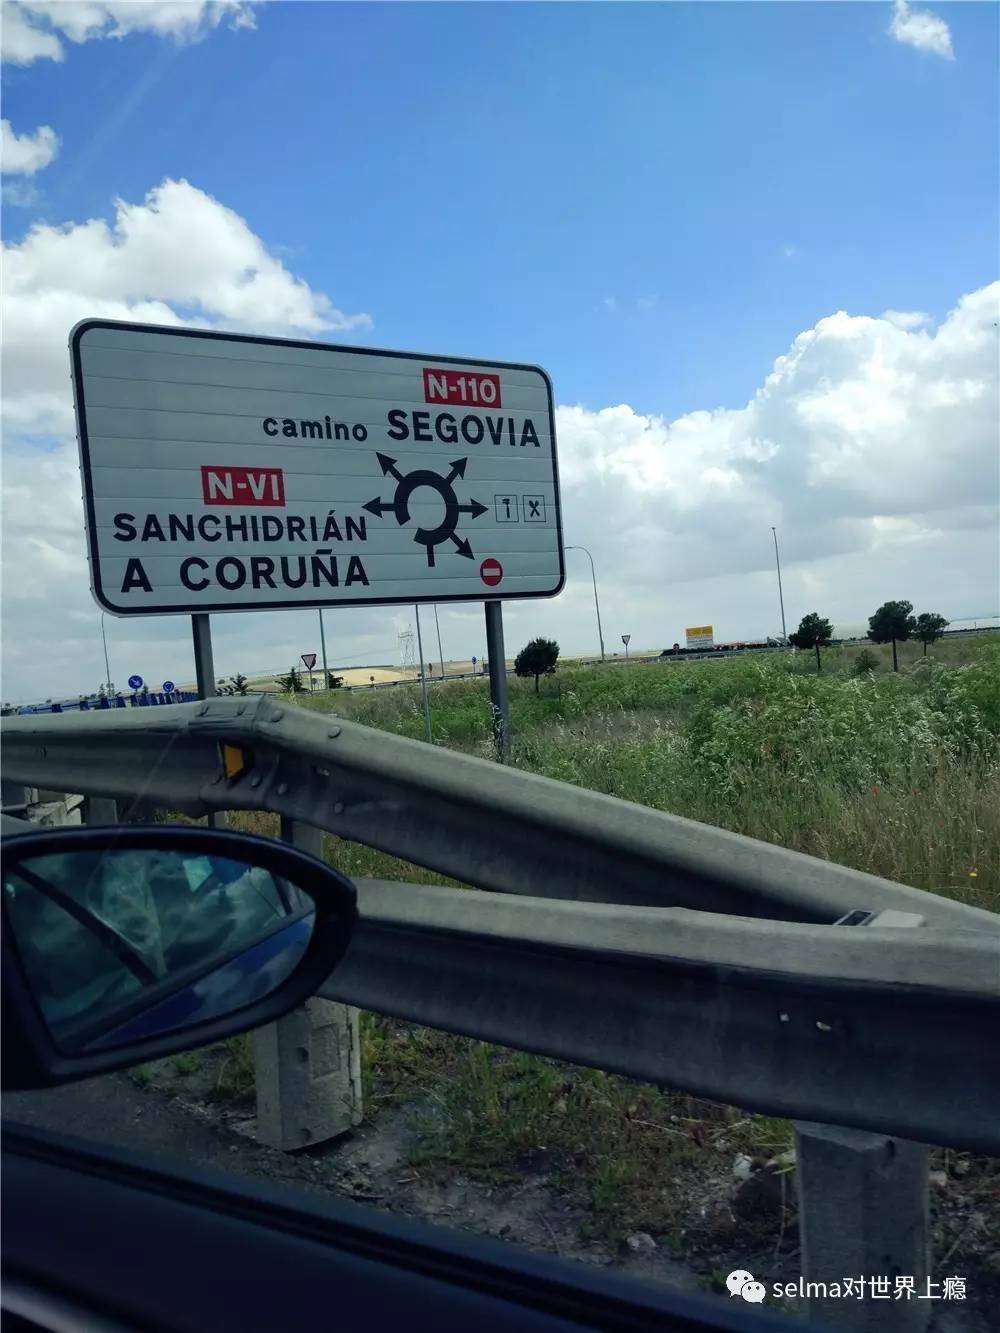 N-110
camino SEGOVIA
N-VI
SANCHIDRIÁN
A CORUÑA
selma对世界上瘾